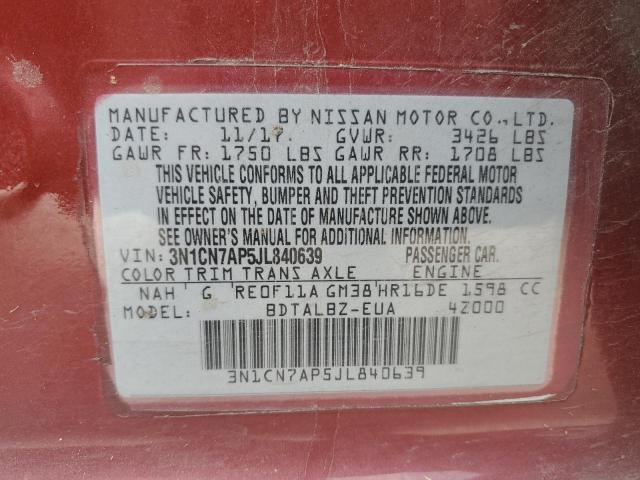 MANUFACTURED BY NISSAN MOTOR CO., LTD.
DATE: 11/17. GVWR: 3426 LBS
GAWR FR: 1750 LBS GAWR RR: 1708 LBS
THIS VEHICLE CONFORMS TO ALL APPLICABLE FEDERAL MOTOR
VEHICLE SAFETY, BUMPER AND THEFT PREVENTION STANDARDS
IN EFFECT ON THE DATE OF MANUFACTURE SHOWN ABOVE.
SEE OWNER'S MANUAL FOR ADDITIONAL INFORMATION.
VIN: 3N1CN7AP5JL840639 PASSENGER CAR.
COLOR TRIM TRANS AXLE ENGINE
NAH G RE0F11A GM38 HR16DE 1598 CC
MODEL: BDTALBZ-EUA 4Z000
3N1CN7AP5JL840639